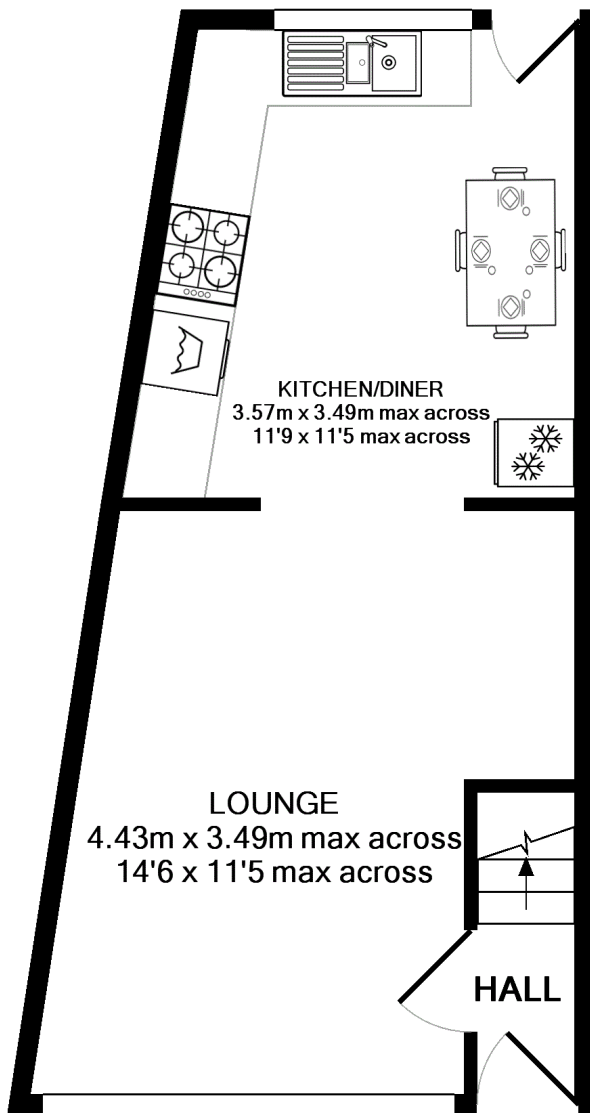 KITCHEN/DINER
3.57m x 3.49m max across
11'9 x 11'5 max across
LOUNGE
4.43m x 3.49m max across
14'6 x 11'5 max across
HALL